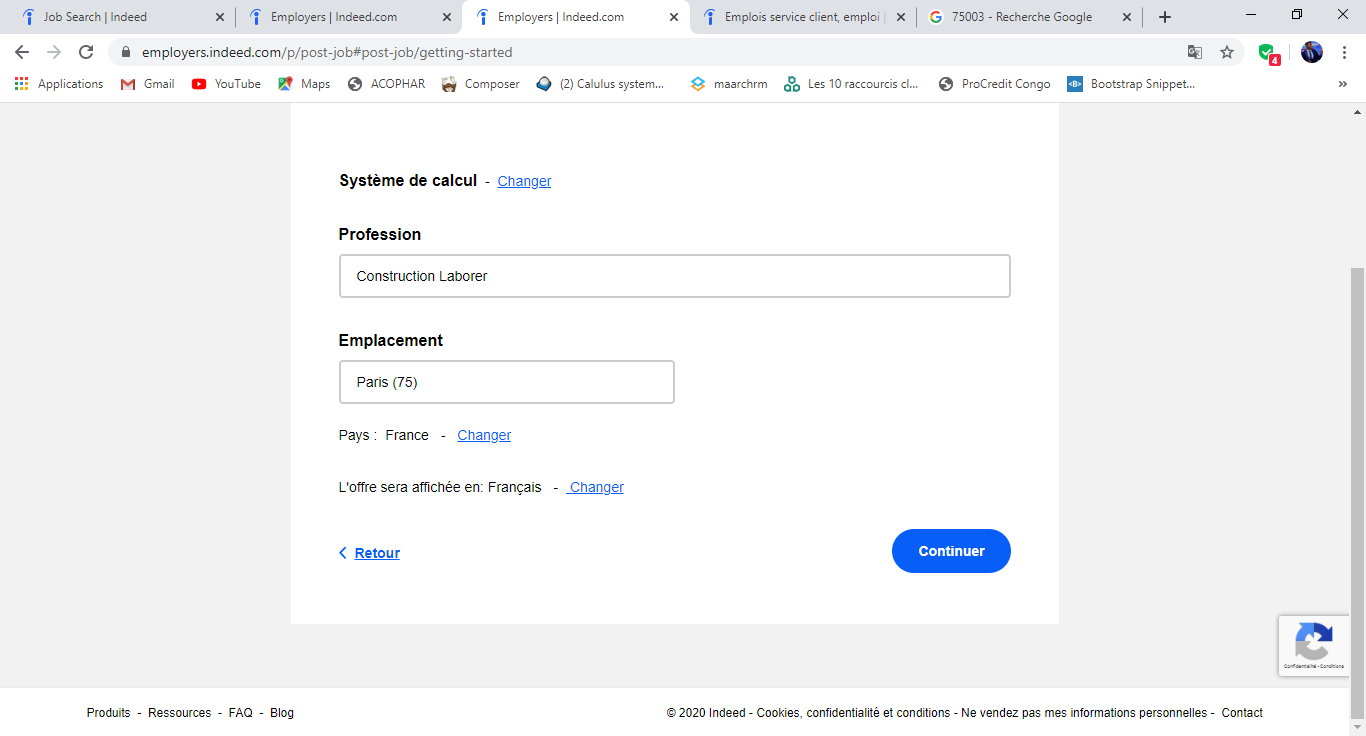 Job Search | Indeed
Employers | Indeed.com
Employers | Indeed.com
Emplois service client, emploi |
75003 - Recherche Google
employers.indeed.com/p/post-job#post-job/getting-started
4
Applications
Gmail
YouTube
Maps
ACOPHAR
Composer
(2) Calulus system...
maarchrm
Les 10 raccourcis cl...
ProCredit Congo
<B>
Bootstrap Snippet...
»
Système de calcul - Changer
Profession
Construction Laborer
Emplacement
Paris (75)
Pays : France - Changer
L'offre sera affichée en: Français - Changer
Retour
Continuer
Confidentialité - Conditions
Produits - Ressources - FAQ - Blog
© 2020 Indeed - Cookies, confidentialité et conditions - Ne vendez pas mes informations personnelles - Contact